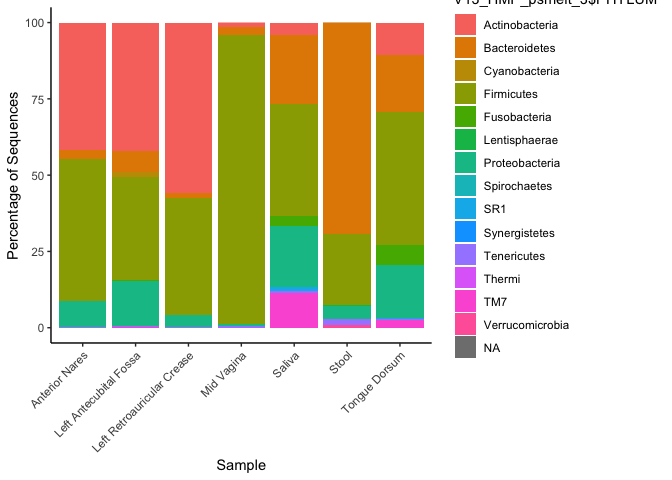 V13_HMP_psmelt_3$PHYLUM
Actinobacteria
Bacteroidetes
Cyanobacteria
Firmicutes
Fusobacteria
Lentisphaerae
Proteobacteria
Spirochaetes
SR1
Synergistetes
Tenericutes
Thermi
TM7
Verrucomicrobia
NA
Percentage of Sequences
100
75
50
25
0
Anterior Nares
Left Antecubital Fossa
Left Retroauricular Crease
Mid Vagina
Saliva
Stool
Tongue Dorsum
Sample